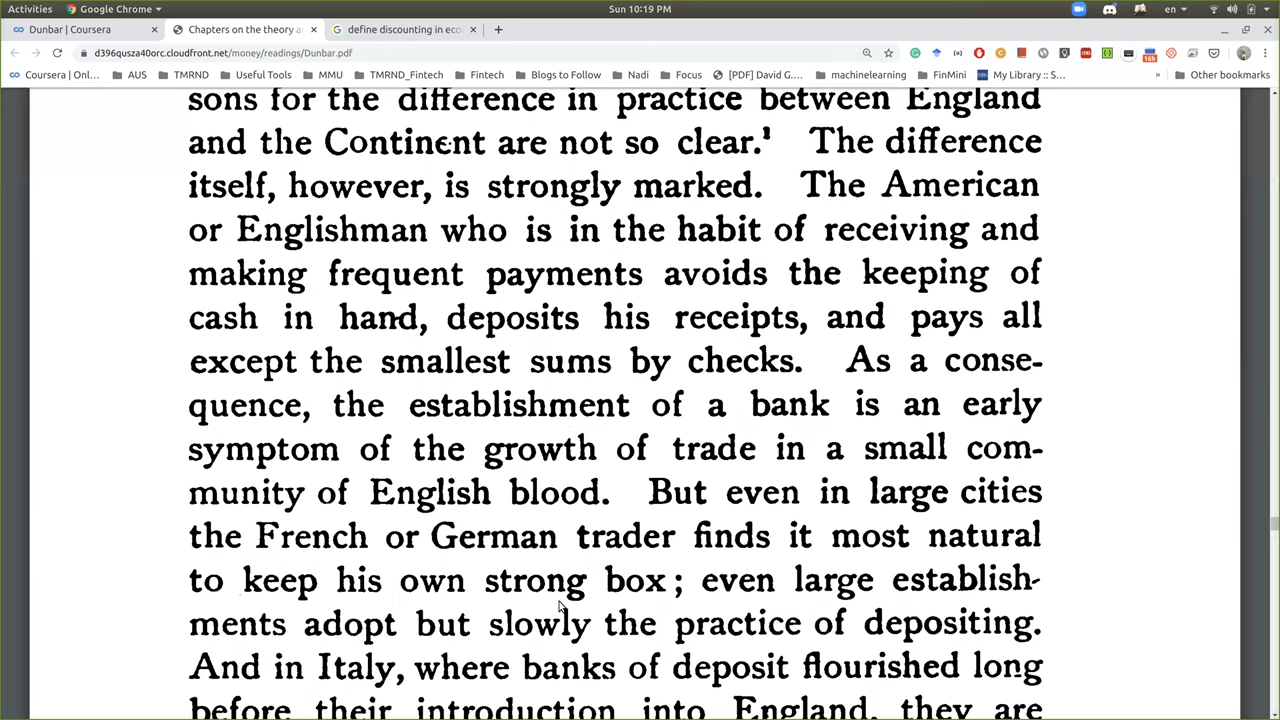 Activities Google Chrome Sun 10:19 PM en
Dunbar | Coursera Chapters on the theory a define discounting in eco
d396qusza40orc.cloudfront.net/money/readings/Dunbar.pdf
Coursera | Onl… AUS TMRND Useful Tools MMU TMRND_Fintech Fintech Blogs to Follow Nadi Focus [PDF] David G.… machinelearning FinMini My Library :: S… » Other bookmarks
sons for the difference in practice between England
and the Continent are not so clear.¹ The difference
itself, however, is strongly marked. The American
or Englishman who is in the habit of receiving and
making frequent payments avoids the keeping of
cash in hand, deposits his receipts, and pays all
except the smallest sums by checks. As a conse-
quence, the establishment of a bank is an early
symptom of the growth of trade in a small com-
munity of English blood. But even in large cities
the French or German trader finds it most natural
to keep his own strong box; even large establish-
ments adopt but slowly the practice of depositing.
And in Italy, where banks of deposit flourished long
before their introduction into England, they are